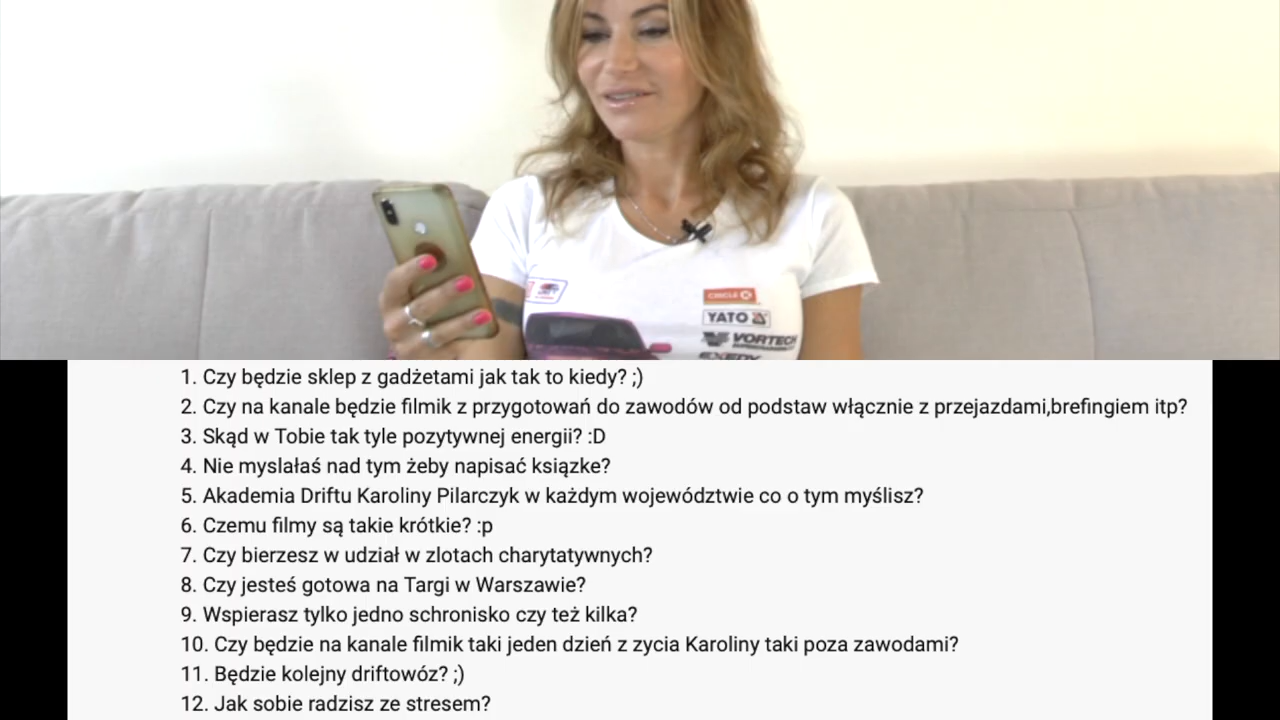 CIRCLE K
YATO
VORTECH
EXEDY
1. Czy będzie sklep z gadżetami jak tak to kiedy? ;)
2. Czy na kanale będzie filmik z przygotowań do zawodów od podstaw włącznie z przejazdami,brefingiem itp?
3. Skąd w Tobie tak tyle pozytywnej energii? :D
4. Nie myslałaś nad tym żeby napisać ksiązke?
5. Akademia Driftu Karoliny Pilarczyk w każdym województwie co o tym myślisz?
6. Czemu filmy są takie krótkie? :p
7. Czy bierzesz w udział w zlotach charytatywnych?
8. Czy jesteś gotowa na Targi w Warszawie?
9. Wspierasz tylko jedno schronisko czy też kilka?
10. Czy będzie na kanale filmik taki jeden dzień z zycia Karoliny taki poza zawodami?
11. Będzie kolejny driftowóz? ;)
12. Jak sobie radzisz ze stresem?